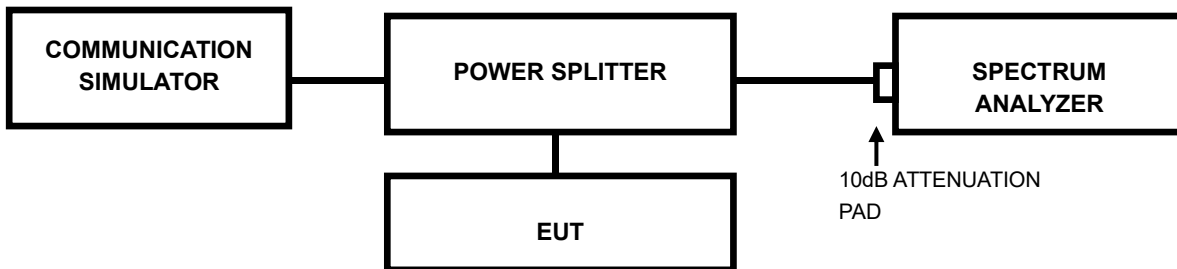 COMMUNICATION
SIMULATOR
POWER SPLITTER
SPECTRUM
ANALYZER
10dB ATTENUATION
PAD
EUT